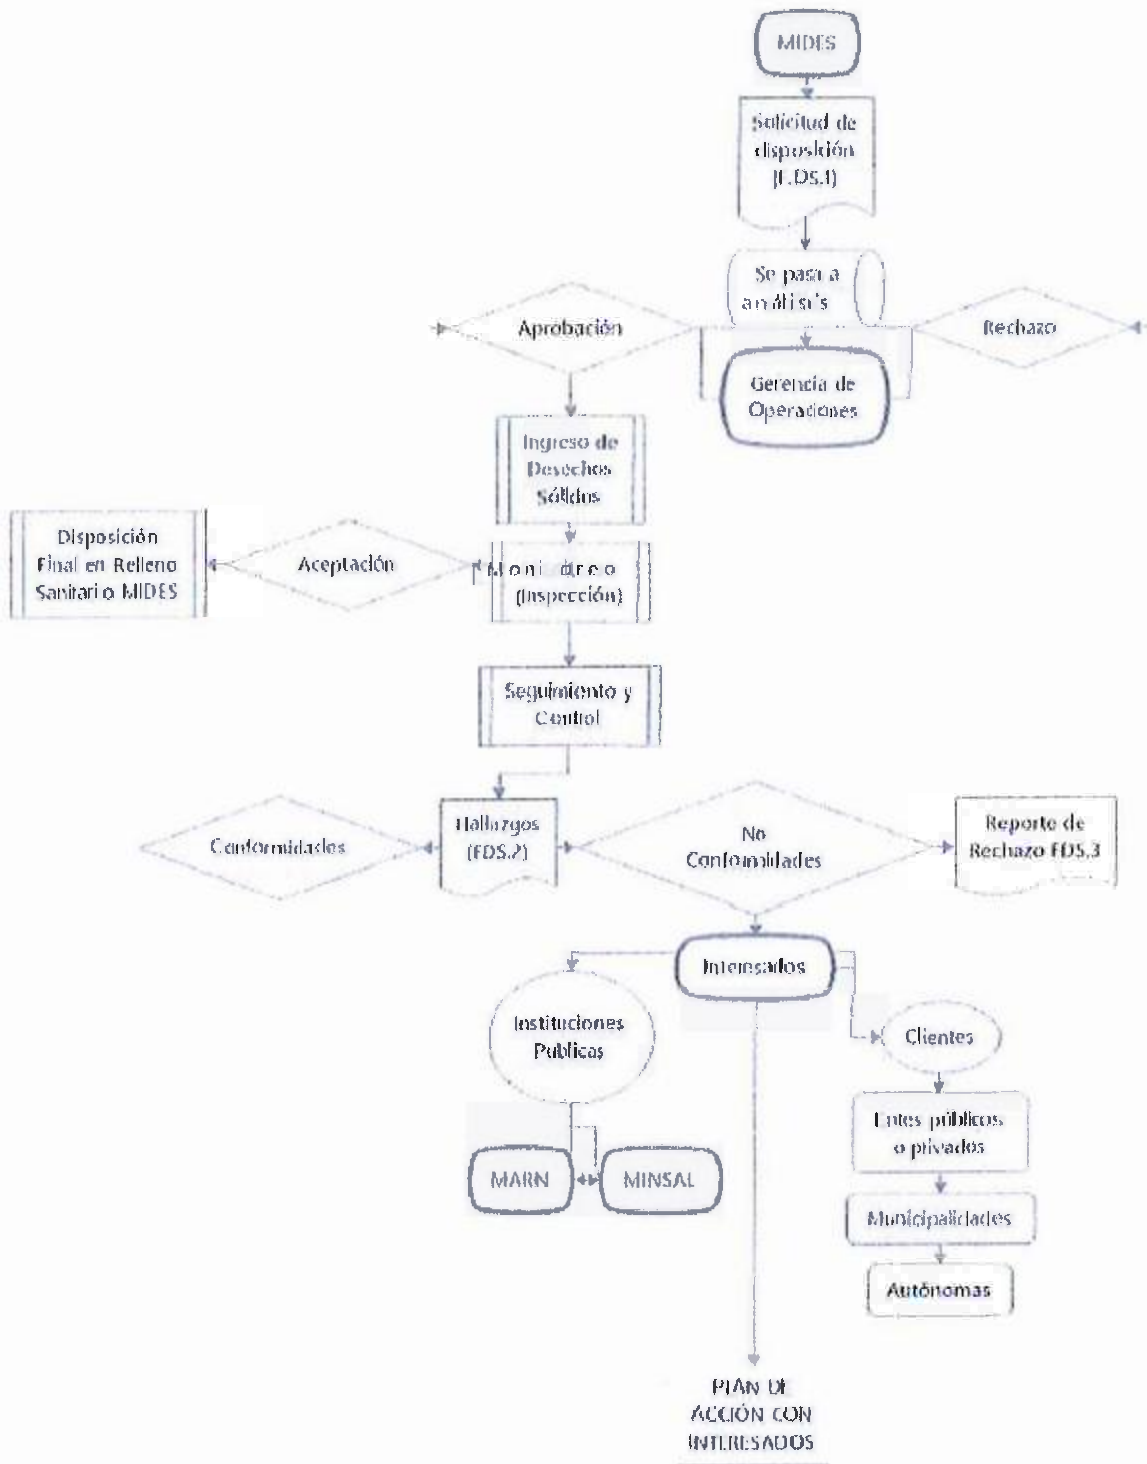 MIDES
Solicitud de
disposición
(F.DS.1)
Se pasa a
análisis
Aprobación
Rechazo
Gerencia de
Operaciones
Ingreso de
Desechos
Sólidos
Disposición
Final en Relleno
Sanitario MIDES
Aceptación
Monitoreo
(Inspección)
Seguimiento y
Control
Conformidades
Hallazgos
(FDS.2)
No
Conformidades
Reporte de
Rechazo FDS.3
Interesados
Instituciones
Publicas
Clientes
Entes públicos
o privados
MARN
MINSAL
Municipalidades
Autónomas
PLAN DE
ACCIÓN CON
INTERESADOS